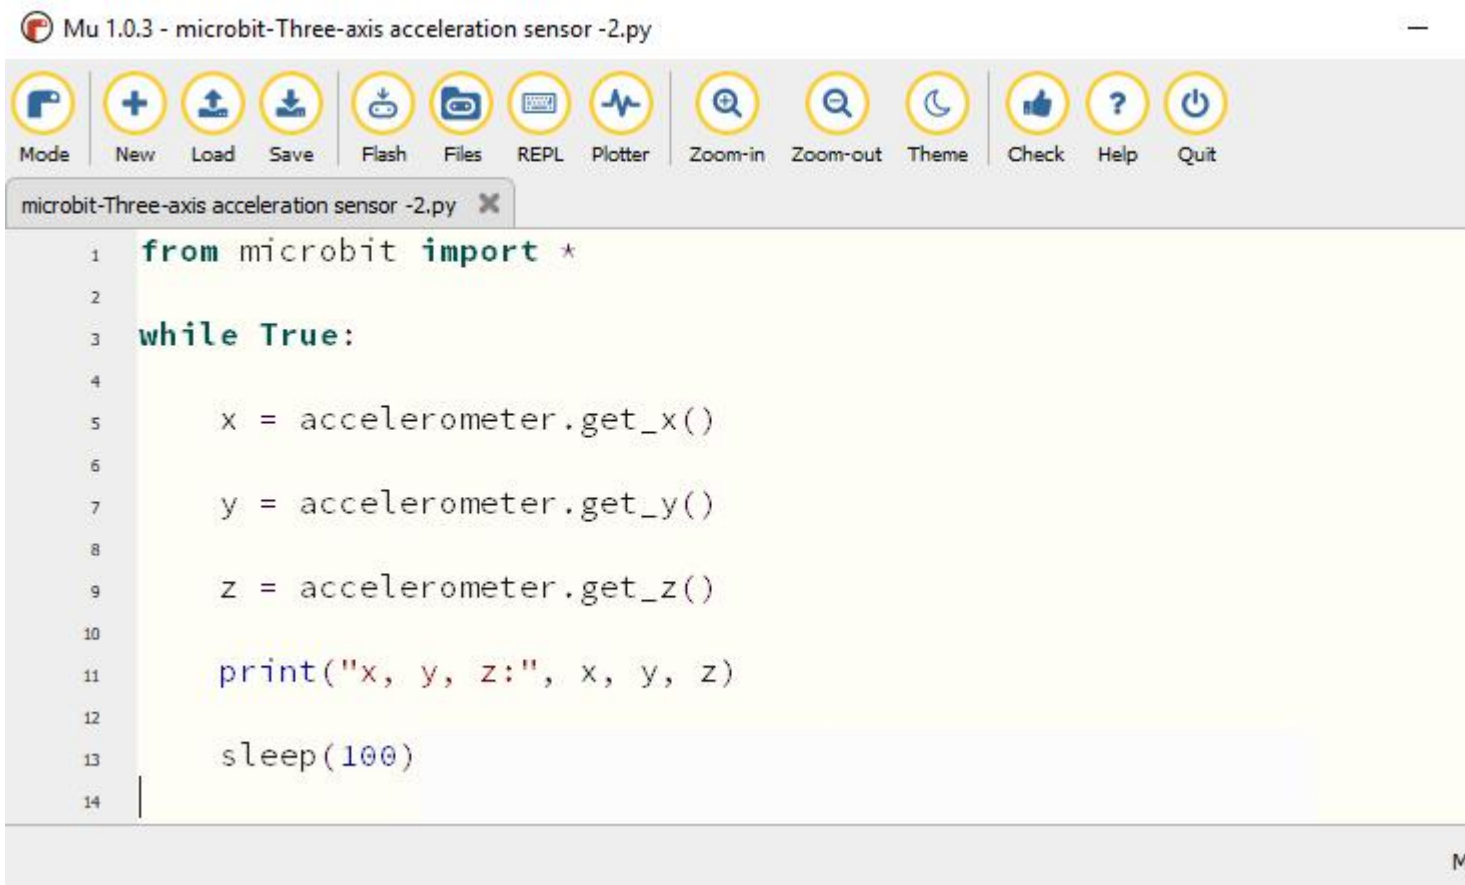 Mu 1.0.3 - microbit-Three-axis acceleration sensor -2.py
Mode New Load Save Flash Files REPL Plotter Zoom-in Zoom-out Theme Check Help Quit
microbit-Three-axis acceleration sensor -2.py
1 from microbit import *
2
3 while True:
4
5 x = accelerometer.get_x()
6
7 y = accelerometer.get_y()
8
9 z = accelerometer.get_z()
10
11 print("x, y, z:", x, y, z)
12
13 sleep(100)
14
M